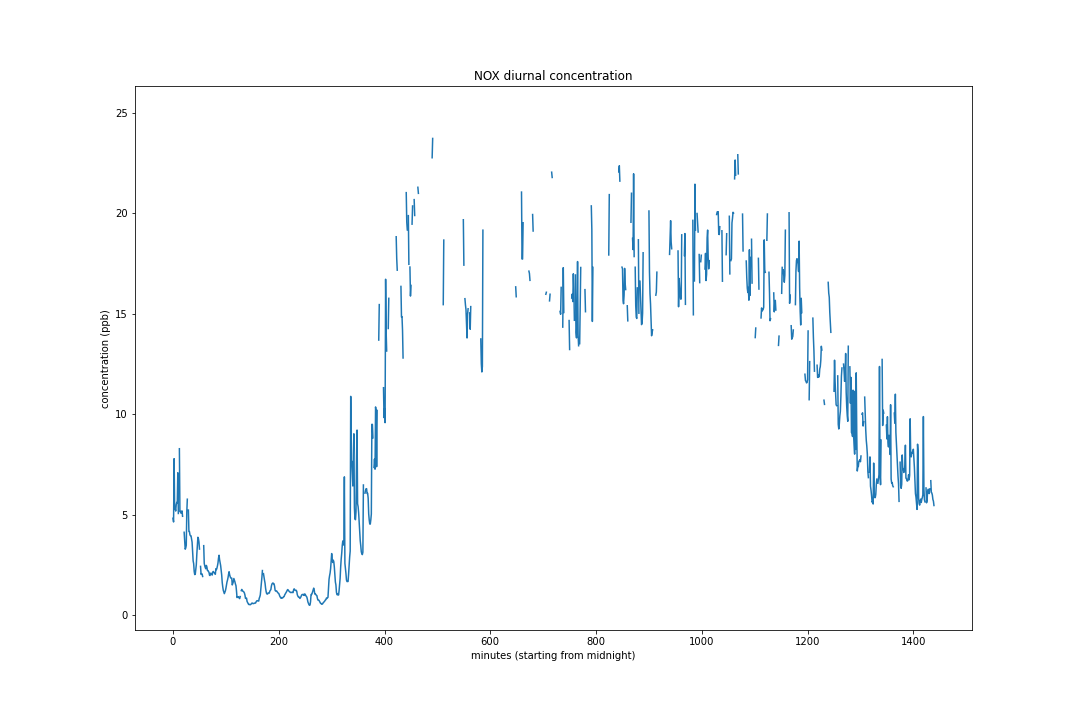 NOX diurnal concentration
25
20
15
10
5
0
concentration (ppb)
0 200 400 600 800 1000 1200 1400
minutes (starting from midnight)